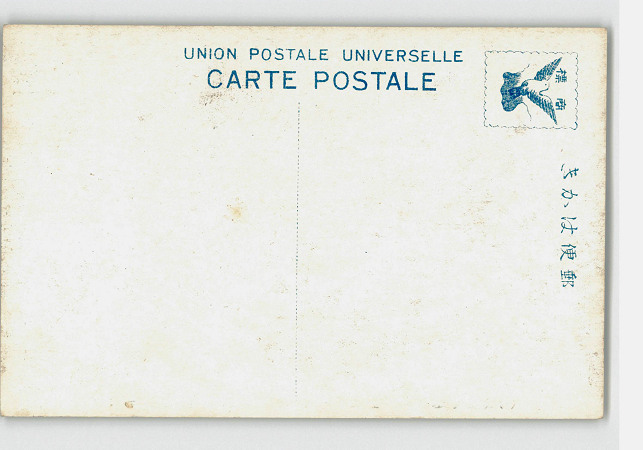 UNION POSTALE UNIVERSELLE
CARTE POSTALE
郵便はかき